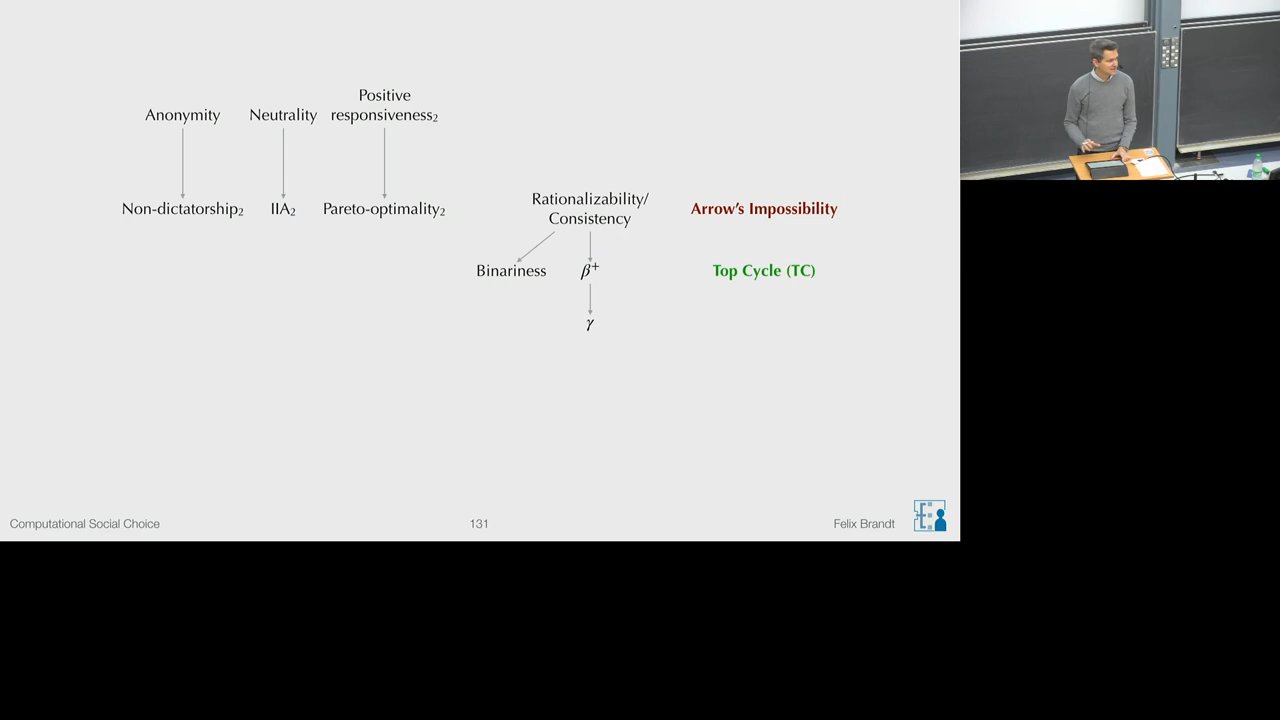 Positive
Anonymity Neutrality responsiveness₂
Rationalizability/
Non-dictatorship₂ IIA₂ Pareto-optimality₂ Consistency Arrow’s Impossibility
Binariness β⁺ Top Cycle (TC)
γ
Computational Social Choice 131 Felix Brandt